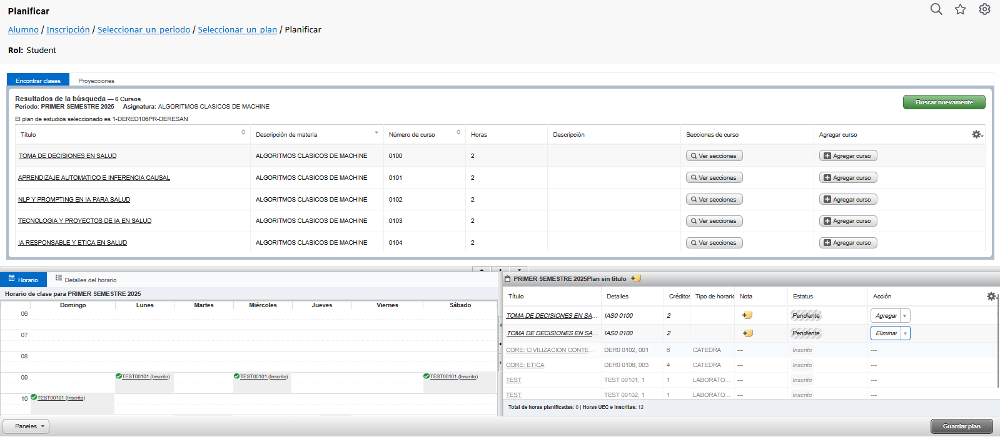 Planificar
Alumno / Inscripción / Seleccionar un periodo / Seleccionar un plan / Planificar
Rol: Student
Encontrar clases Proyecciones
Resultados de la búsqueda — 6 Cursos
Periodo: PRIMER SEMESTRE 2025 Asignatura: ALGORITMOS CLASICOS DE MACHINE
Buscar nuevamente
El plan de estudios seleccionado es 1-DERED106PR-DERESAN
Título Descripción de materia Número de curso Horas Descripción Secciones de curso Agregar curso
TOMA DE DECISIONES EN SALUD ALGORITMOS CLASICOS DE MACHINE 0100 2 Ver secciones Agregar curso
APRENDIZAJE AUTOMATICO E INFERENCIA CAUSAL ALGORITMOS CLASICOS DE MACHINE 0101 2 Ver secciones Agregar curso
NLP Y PROMPTING EN IA PARA SALUD ALGORITMOS CLASICOS DE MACHINE 0102 2 Ver secciones Agregar curso
TECNOLOGIA Y PROYECTOS DE IA EN SALUD ALGORITMOS CLASICOS DE MACHINE 0103 2 Ver secciones Agregar curso
IA RESPONSABLE Y ETICA EN SALUD ALGORITMOS CLASICOS DE MACHINE 0104 2 Ver secciones Agregar curso
Horario Detalles del horario
Horario de clase para PRIMER SEMESTRE 2025
Domingo Lunes Martes Miércoles Jueves Viernes Sábado
06
07
08
09 TEST00101 (Inscrito) TEST00101 (Inscrito) TEST00101 (Inscrito)
10 TEST00101 (Inscrito)
PRIMER SEMESTRE 2025Plan sin título
Título Detalles Créditos Tipo de horario Nota Estatus Acción
TOMA DE DECISIONES EN SA... IAS0 0100 2 Pendiente Agregar
TOMA DE DECISIONES EN SA... IAS0 0100 2 Pendiente Eliminar
CORE: CIVILIZACION CONTE... DER0 0102, 001 6 CATEDRA --- Inscrito ---
CORE: ETICA DER0 0106, 003 4 CATEDRA --- Inscrito ---
TEST TEST 00101, 1 1 LABORATO... --- Inscrito ---
TEST TEST 00102, 1 1 LABORATO... --- Inscrito ---
Total de horas planificadas: 0 | Horas UEC e Inscritas: 12
Paneles Guardar plan